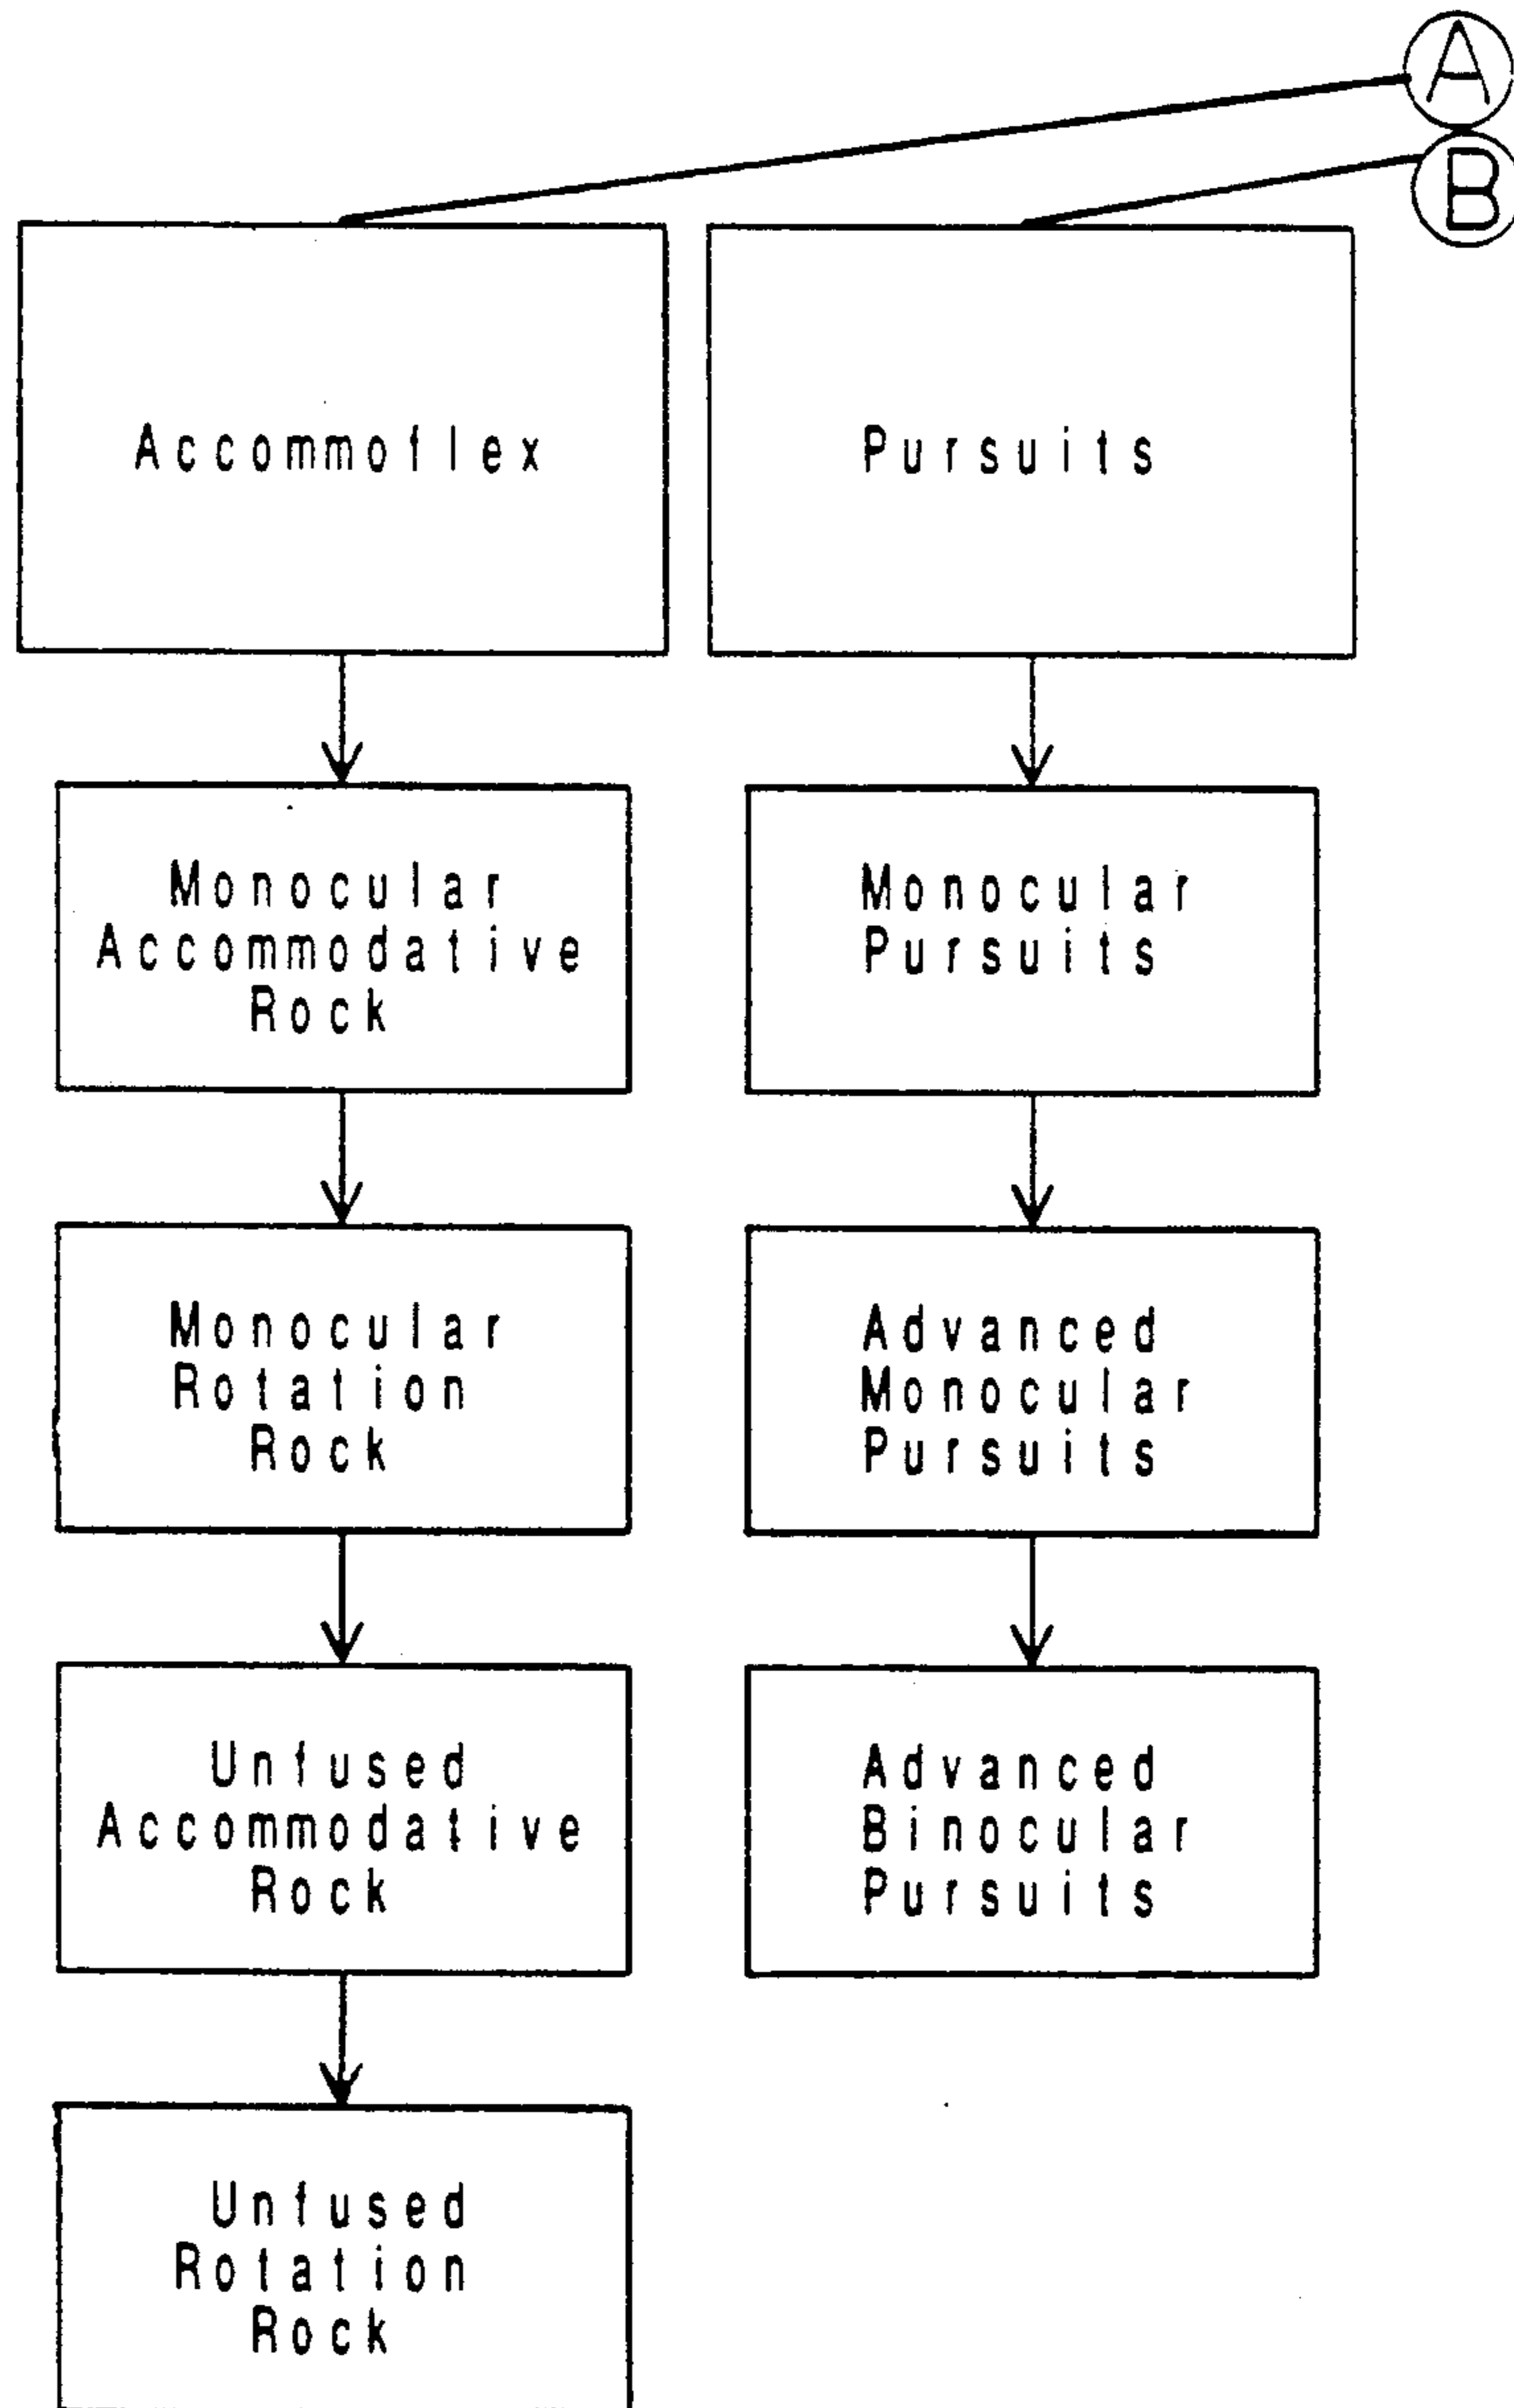 A
B
Accommoflex
Pursuits
Monocular
Accommodative
Rock
Monocular
Pursuits
Monocular
Rotation
Rock
Advanced
Monocular
Pursuits
Unfused
Accommodative
Rock
Advanced
Binocular
Pursuits
Unfused
Rotation
Rock